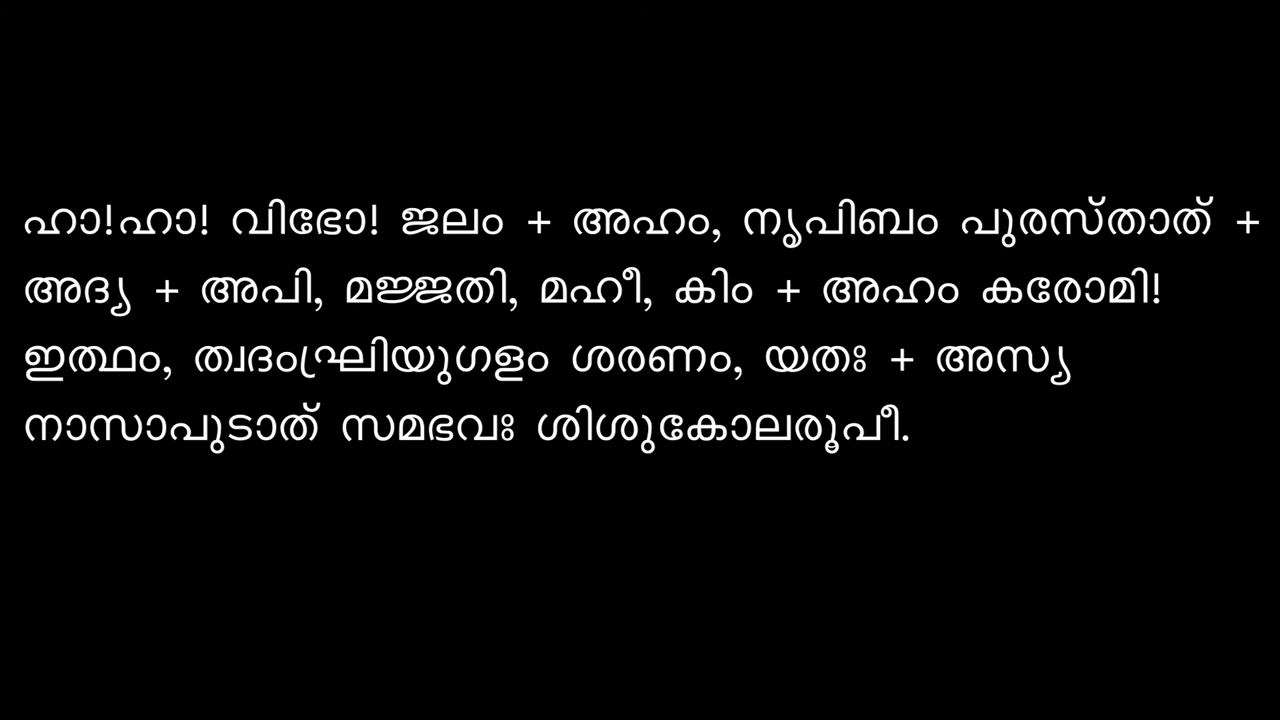 ഹാ!ഹാ! വിഭോ! ജലം + അഹം, നൃപിബം പുരസ്താത് +
അദ്യ + അപി, മജ്ജതി, മഹീ, കിം + അഹം കരോമി!
ഇത്ഥം, ത്വദംഘ്രിയുഗളം ശരണം, യതഃ + അസ്യ
നാസാപുടാത് സമഭവഃ ശിശുകോലരൂപീ.